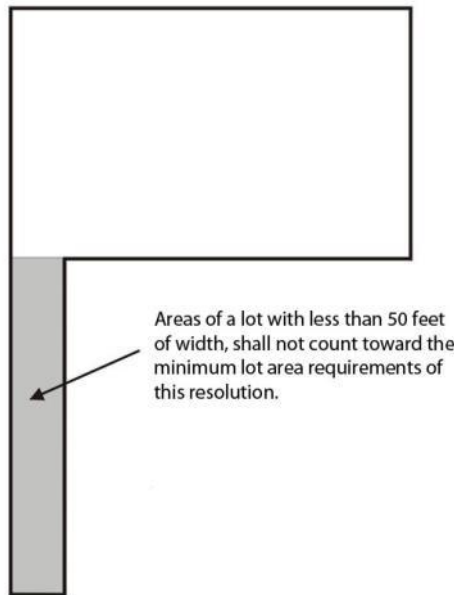 Areas of a lot with less than 50 feet
of width, shall not count toward the
minimum lot area requirements of
this resolution.